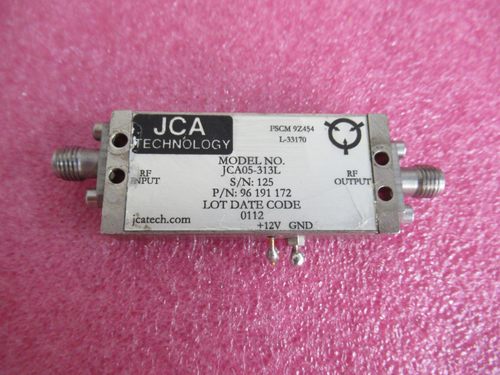 JCA
TECHNOLOGY
FSCM 9Z454
L-33170
MODEL NO.
JCA05-313L
RF
INPUT
S/N: 125
RF
OUTPUT
P/N: 96 191 172
LOT DATE CODE
0112
jcatech.com
+12V GND